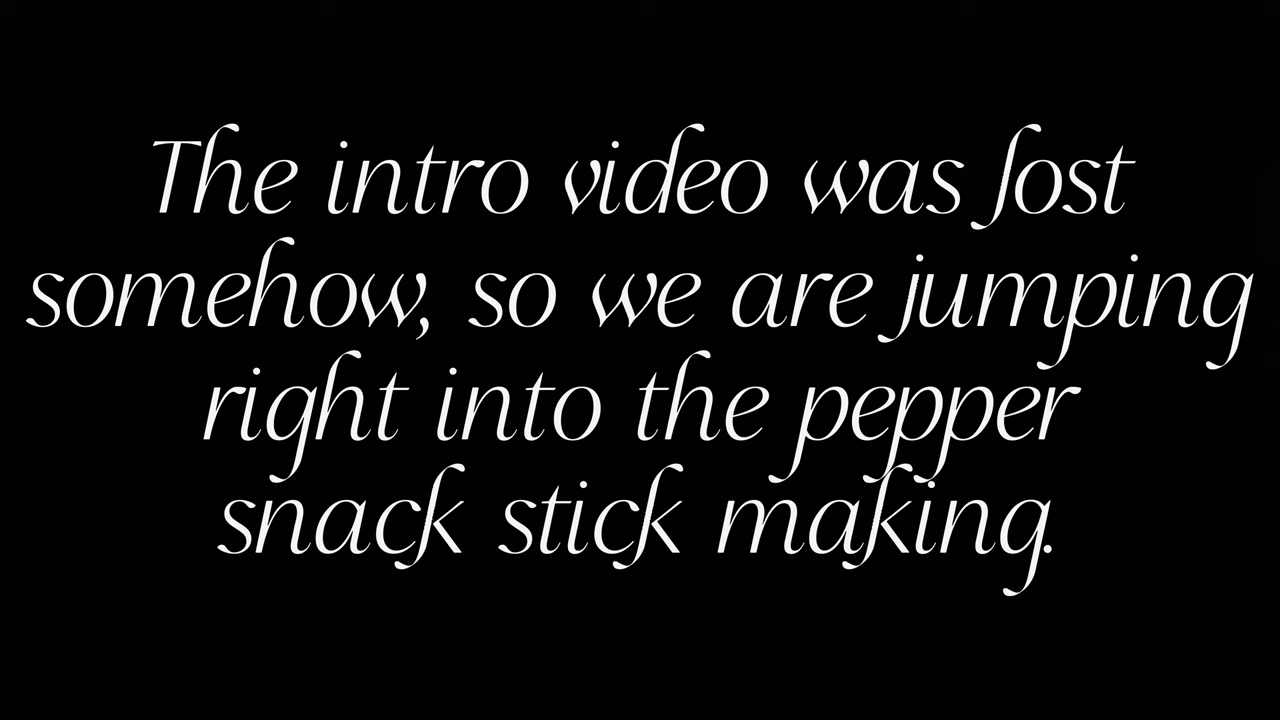 The intro video was lost
somehow, so we are jumping
right into the pepper
snack stick making.